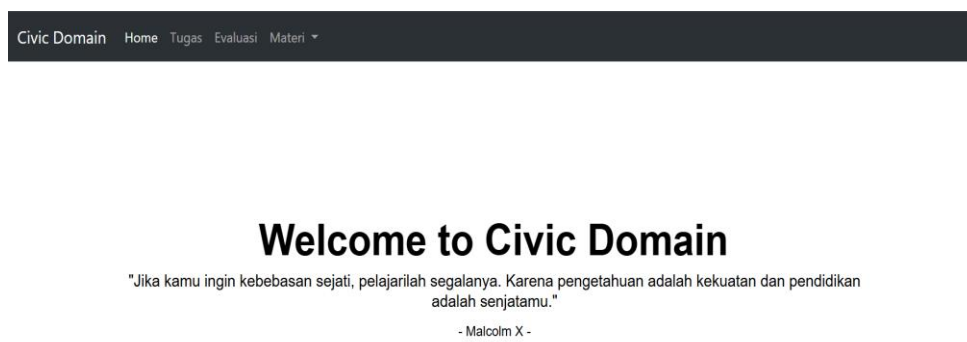 Civic Domain Home Tugas Evaluasi Materi
Welcome to Civic Domain
"Jika kamu ingin kebebasan sejati, pelajarilah segalanya. Karena pengetahuan adalah kekuatan dan pendidikan
adalah senjatamu."
- Malcolm X -